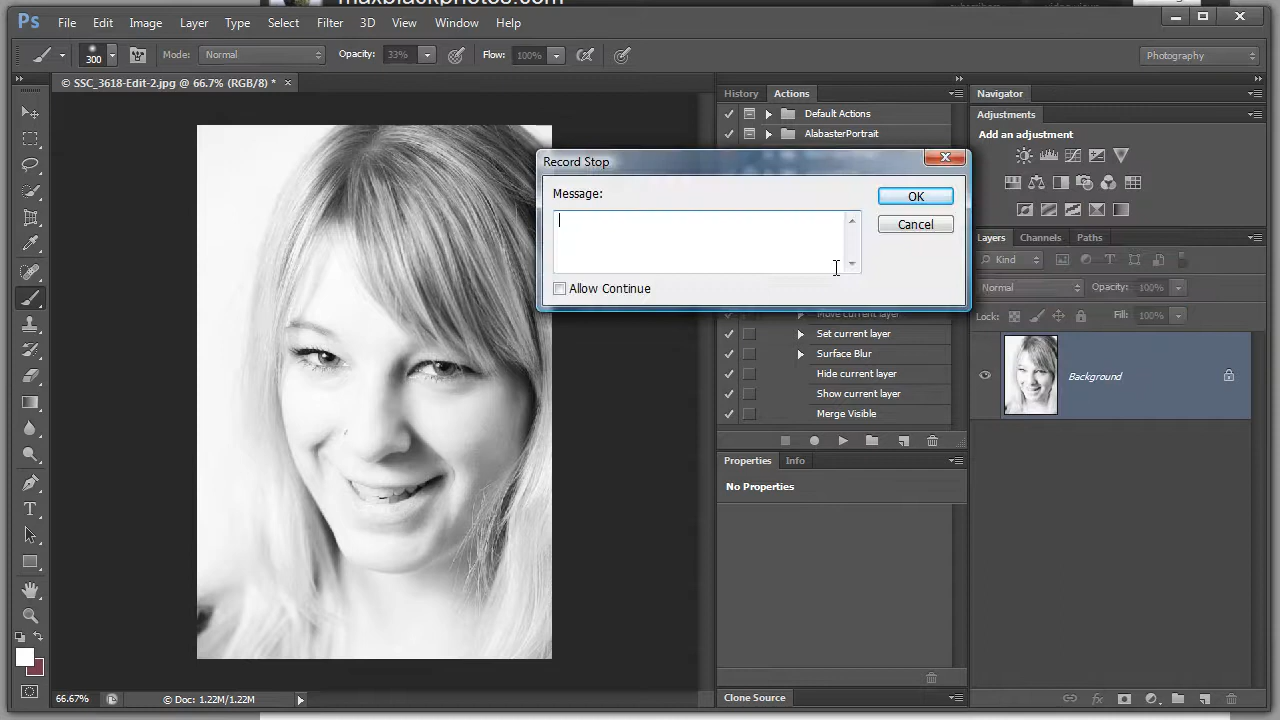 maxblackphotos.com
Ps File Edit Image Layer Type Select Filter 3D View Window Help
300 Mode: Normal Opacity: 33% Flow: 100% Photography
© SSC_3618-Edit-2.jpg @ 66.7% (RGB/8) *
History Actions
Default Actions
AlabasterPortrait
Record Stop
Message:
OK
Cancel
Allow Continue
Move current layer
Set current layer
Surface Blur
Hide current layer
Show current layer
Merge Visible
Properties Info
No Properties
Clone Source
Navigator
Adjustments
Add an adjustment
Layers Channels Paths
Kind
Normal Opacity: 100%
Lock: Fill: 100%
Background
66.67% © Doc: 1.22M/1.22M